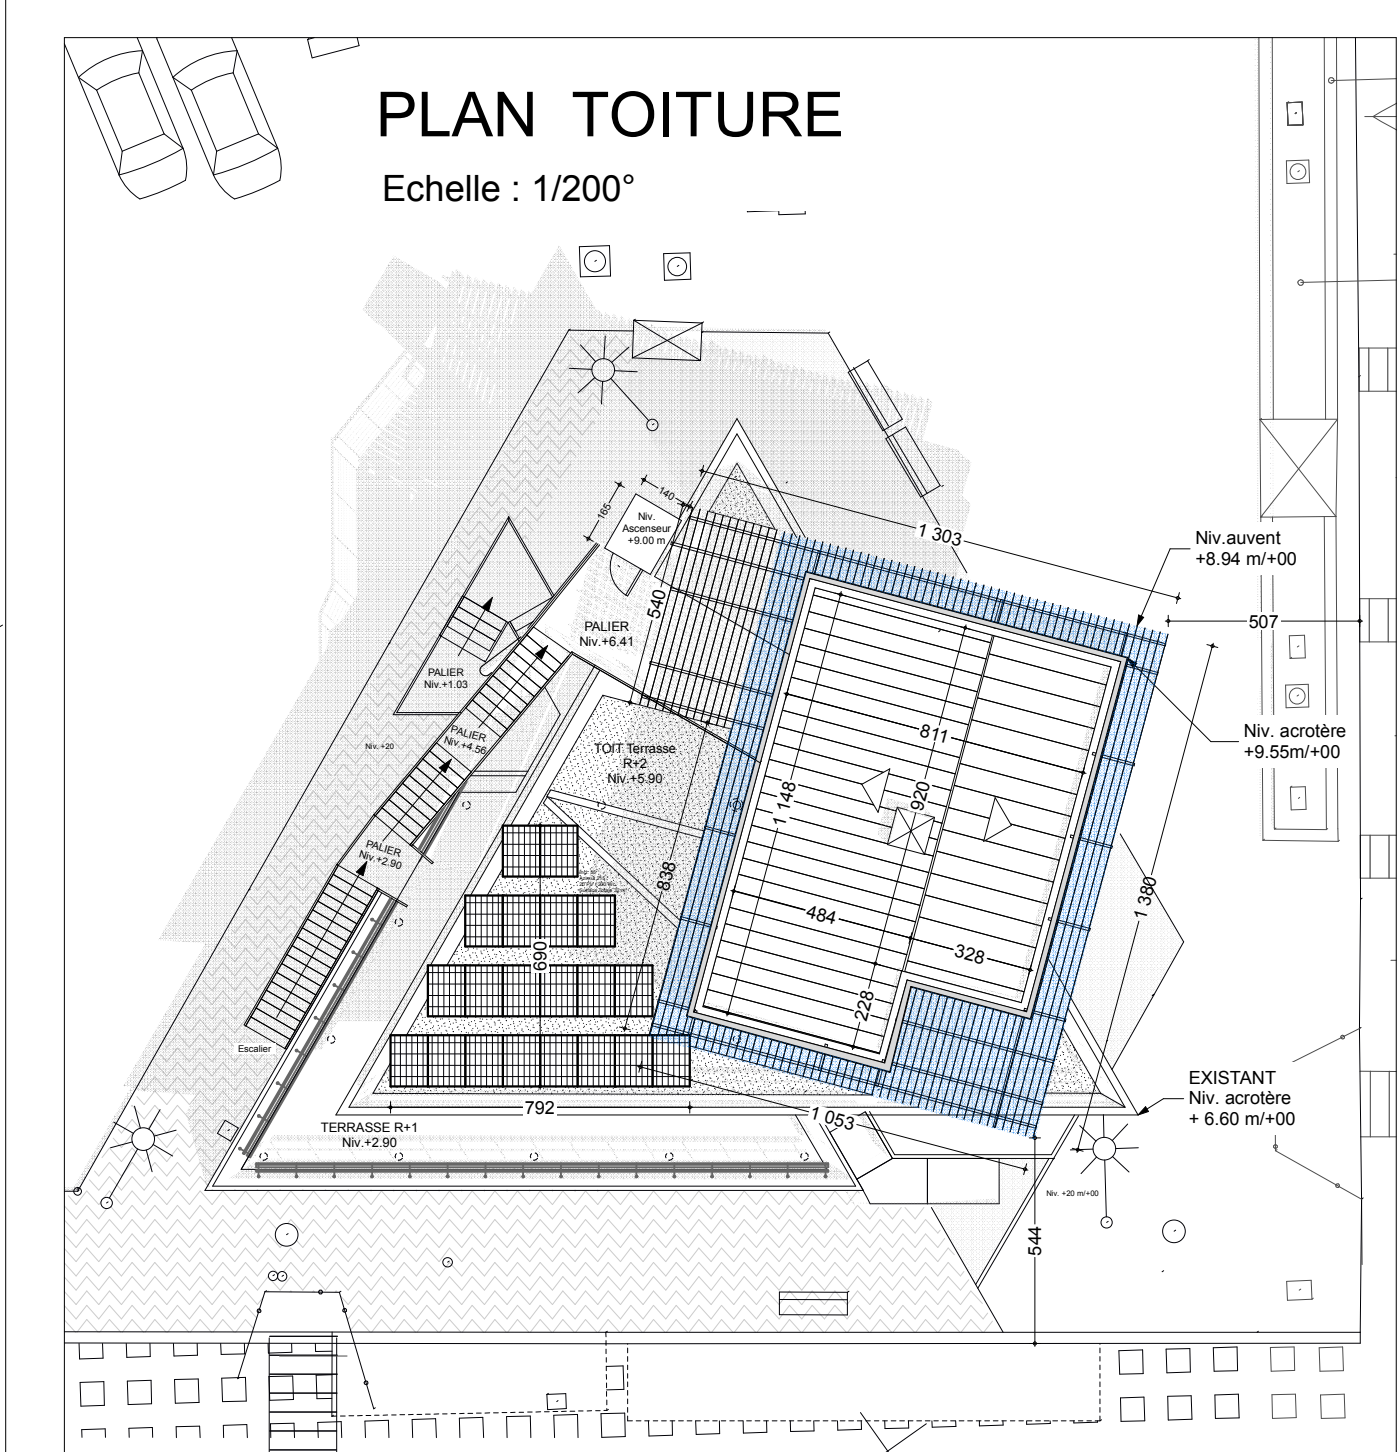 PLAN TOITURE
Echelle : 1/200°
1 303
140
165
Niv.
Ascenseur
+9.00 m
Niv.auvent
+8.94 m/+00
507
540
PALIER
Niv.+6.41
PALIER
Niv.+1.03
PALIER
Niv.+4.56
Niv. +20
TOIT Terrasse
R+2
Niv.+5.90
811
Niv. acrotère
+9.55m/+00
1 148
920
PALIER
Niv.+2.90
838
484
328
1 380
690
228
Escalier
EXISTANT
Niv. acrotère
+ 6.60 m/+00
792
1 053
TERRASSE R+1
Niv.+2.90
Niv. +20 m/+00
544